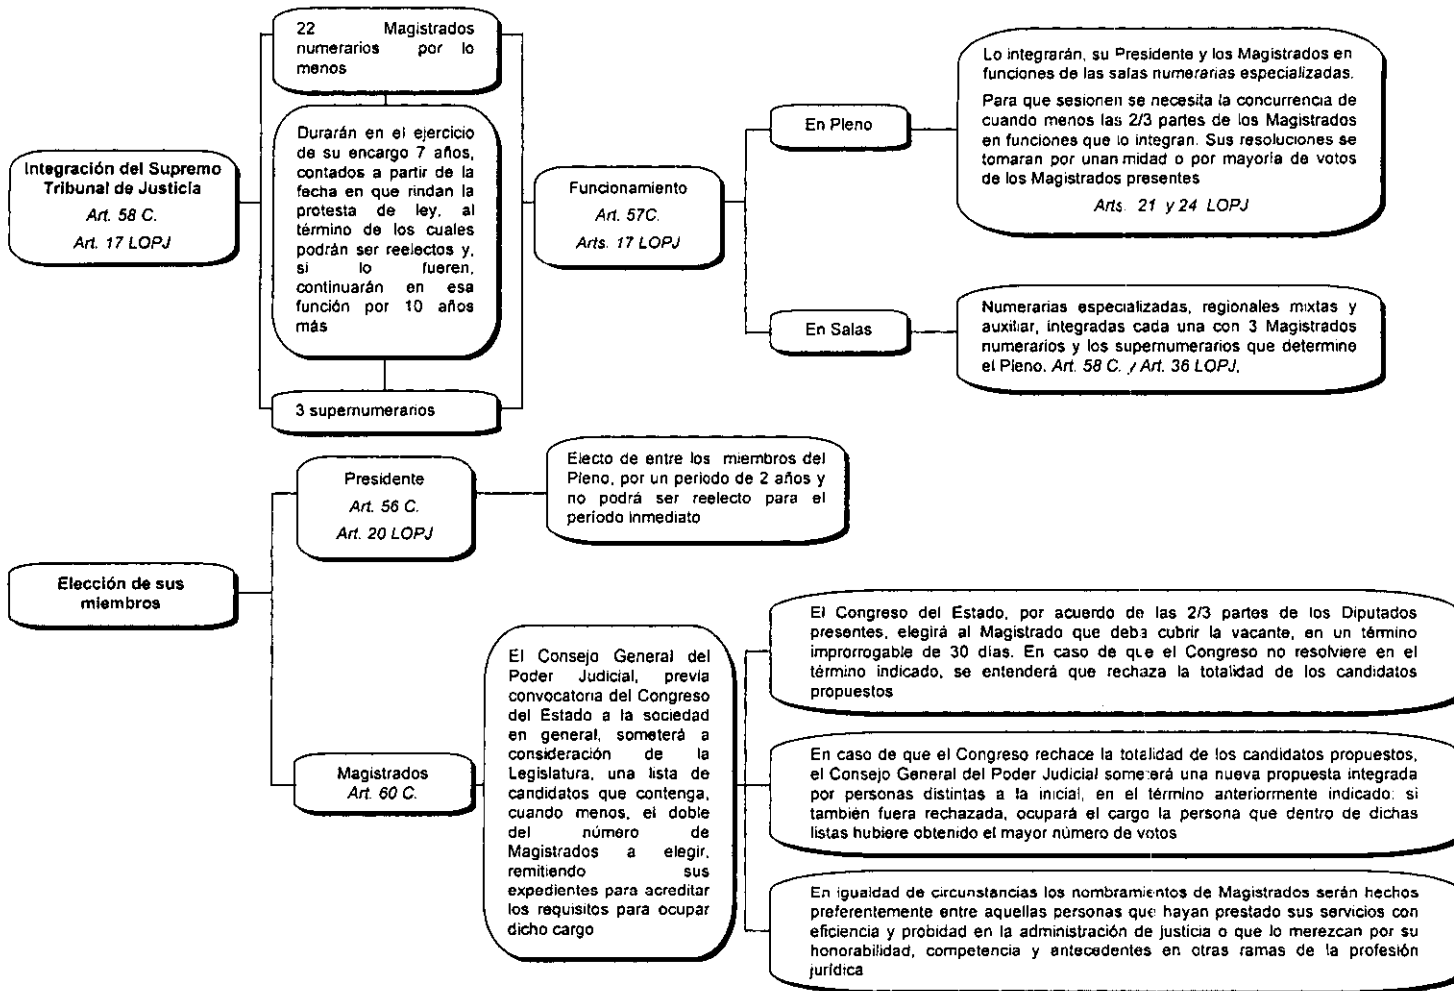 Integración del Supremo
Tribunal de Justicia
Art. 58 C.
Art. 17 LOPJ
22 Magistrados
numerarios por lo
menos
Durarán en el ejercicio
de su encargo 7 años,
contados a partir de la
fecha en que rindan la
protesta de ley, al
término de los cuales
podrán ser reelectos y,
si lo fueren,
continuarán en esa
función por 10 años
más
3 supernumerarios
Funcionamiento
Art. 57C.
Arts. 17 LOPJ
En Pleno
Lo integrarán, su Presidente y los Magistrados en
funciones de las salas numerarias especializadas.
Para que sesionen se necesita la concurrencia de
cuando menos las 2/3 partes de los Magistrados
en funciones que lo integran. Sus resoluciones se
tomaran por unanimidad o por mayoría de votos
de los Magistrados presentes
Arts. 21 y 24 LOPJ
En Salas
Numerarias especializadas, regionales mixtas y
auxiliar, integradas cada una con 3 Magistrados
numerarios y los supernumerarios que determine
el Pleno. Art. 58 C. y Art. 36 LOPJ.
Elección de sus
miembros
Presidente
Art. 56 C.
Art. 20 LOPJ
Electo de entre los miembros del
Pleno, por un periodo de 2 años y
no podrá ser reelecto para el
período inmediato
Magistrados
Art. 60 C.
El Consejo General del
Poder Judicial, previa
convocatoria del Congreso
del Estado a la sociedad
en general, someterá a
consideración de la
Legislatura, una lista de
candidatos que contenga,
cuando menos, el doble
del número de
Magistrados a elegir,
remitiendo sus
expedientes para acreditar
los requisitos para ocupar
dicho cargo
El Congreso del Estado, por acuerdo de las 2/3 partes de los Diputados
presentes, elegirá al Magistrado que deba cubrir la vacante, en un término
improrrogable de 30 días. En caso de que el Congreso no resolviere en el
término indicado, se entenderá que rechaza la totalidad de los candidatos
propuestos
En caso de que el Congreso rechace la totalidad de los candidatos propuestos,
el Consejo General del Poder Judicial someterá una nueva propuesta integrada
por personas distintas a la inicial, en el término anteriormente indicado; si
también fuera rechazada, ocupará el cargo la persona que dentro de dichas
listas hubiere obtenido el mayor número de votos
En igualdad de circunstancias los nombramientos de Magistrados serán hechos
preferentemente entre aquellas personas que hayan prestado sus servicios con
eficiencia y probidad en la administración de justicia o que lo merezcan por su
honorabilidad, competencia y antecedentes en otras ramas de la profesión
jurídica